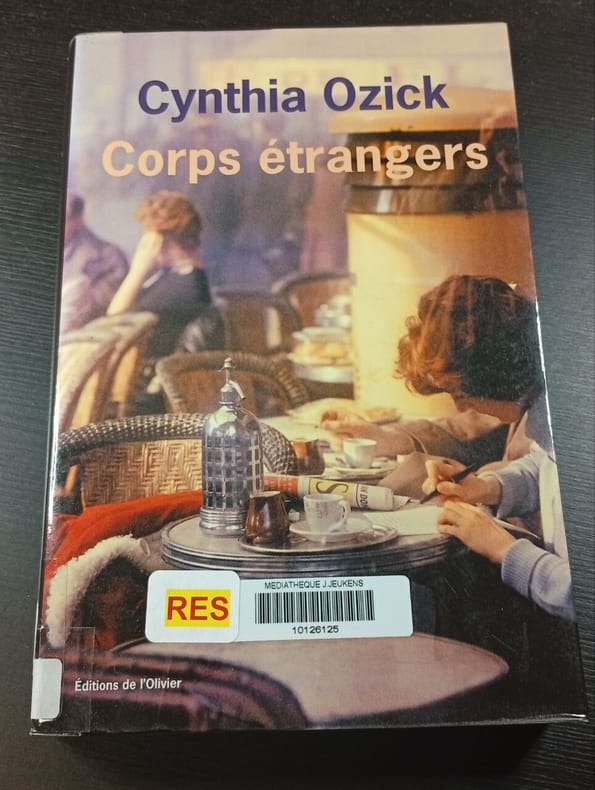 Cynthia Ozick
Corps étrangers
RES
MEDIATHEQUE J.JEUKENS
10126125
Éditions de l'Olivier